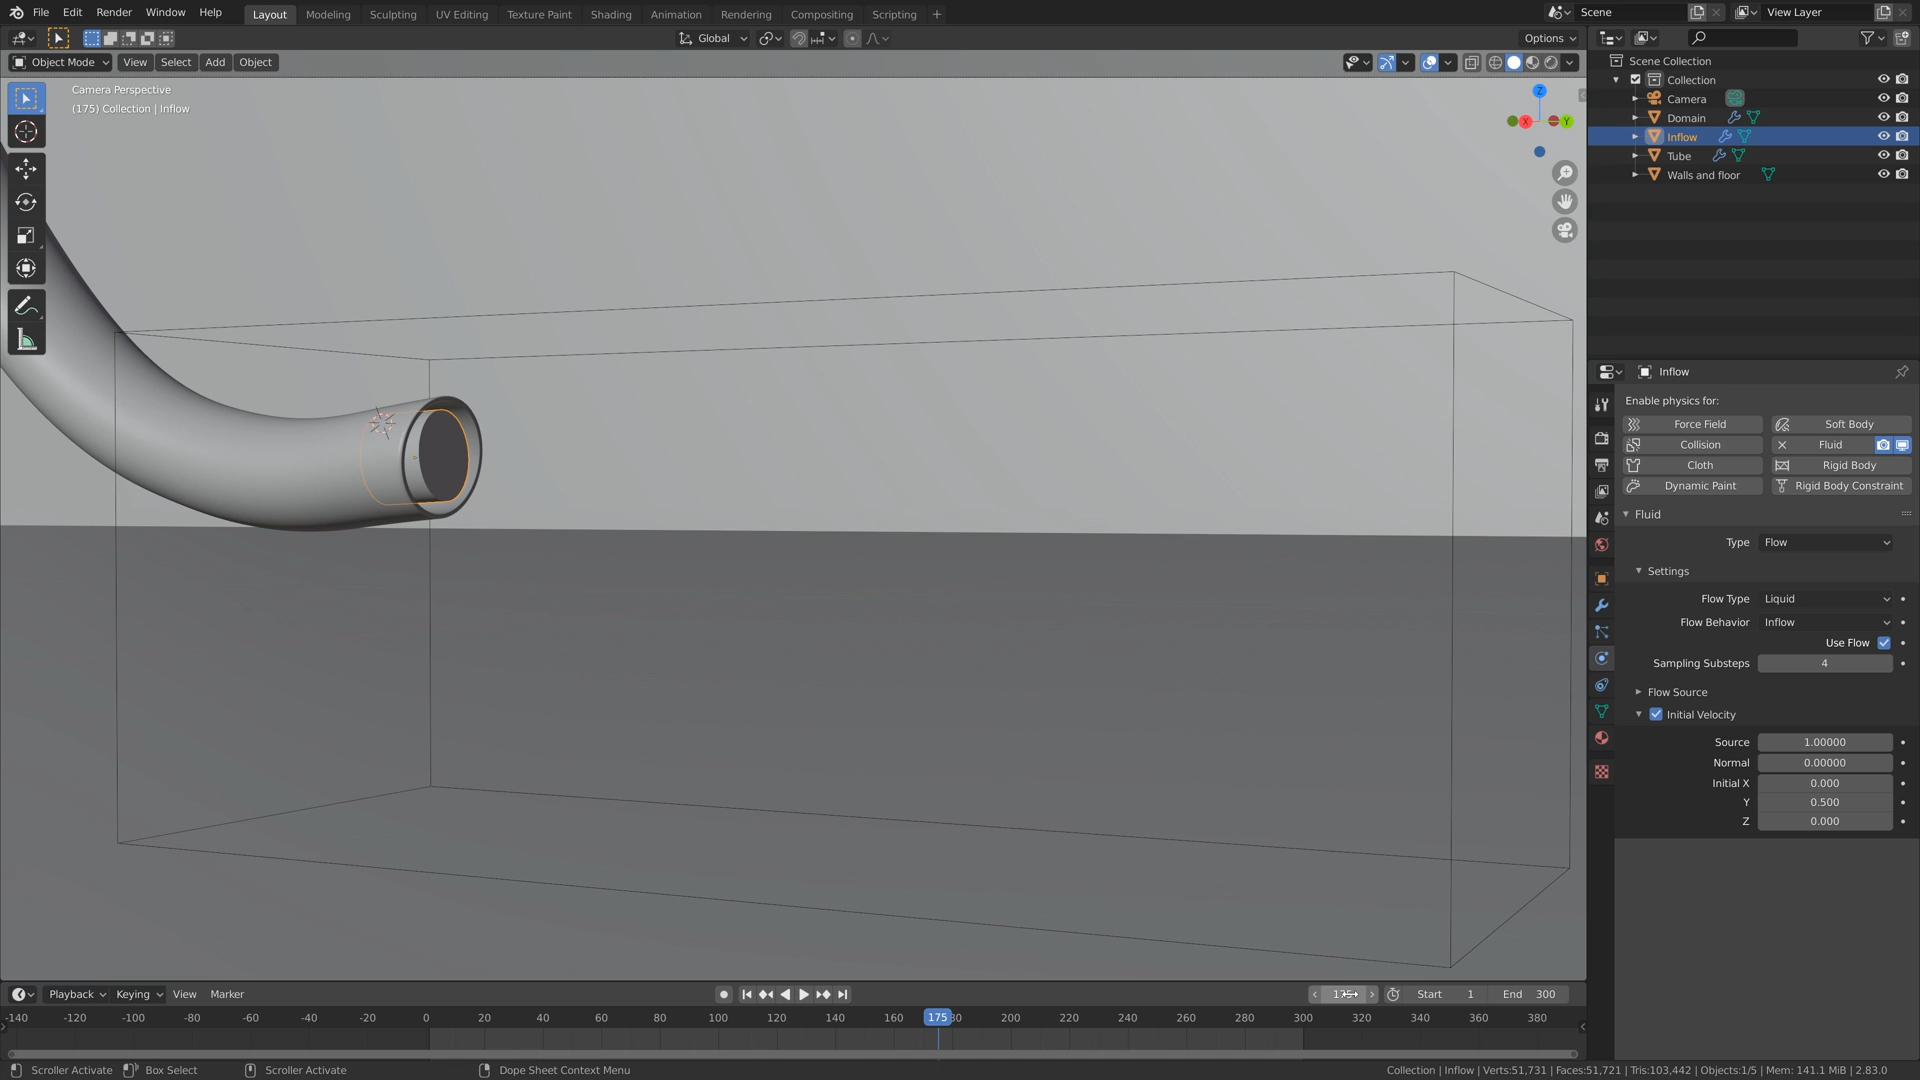 File Edit Render Window Help
Layout Modeling Sculpting UV Editing Texture Paint Shading Animation Rendering Compositing Scripting +
Scene View Layer
Global Options
Object Mode View Select Add Object
Camera Perspective
(175) Collection | Inflow
Z
X Y
Scene Collection
Collection
Camera
Domain
Inflow
Tube
Walls and floor
Inflow
Enable physics for:
Force Field Soft Body
Collision Fluid
Cloth Rigid Body
Dynamic Paint Rigid Body Constraint
Fluid
Type Flow
Settings
Flow Type Liquid
Flow Behavior Inflow
Use Flow
Sampling Substeps 4
Flow Source
Initial Velocity
Source 1.00000
Normal 0.00000
Initial X 0.000
Y 0.500
Z 0.000
Playback Keying View Marker
175 Start 1 End 300
-140 -120 -100 -80 -60 -40 -20 0 20 40 60 80 100 120 140 160 175 200 220 240 260 280 300 320 340 360 380
Scroller Activate Box Select Scroller Activate Dope Sheet Context Menu
Collection | Inflow | Verts:51,731 | Faces:51,721 | Tris:103,442 | Objects:1/5 | Mem: 141.1 MiB | 2.83.0